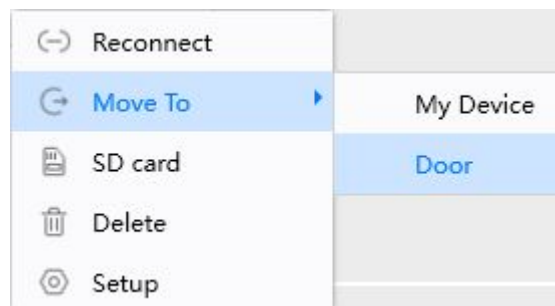 Reconnect
Move To
My Device
SD card
Door
Delete
Setup